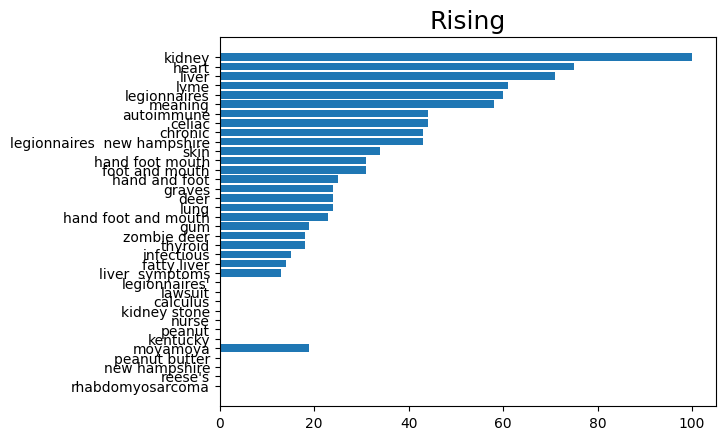 Rising
kidney
heart
liver
lyme
legionnaires
meaning
autoimmune
celiac
chronic
legionnaires  new hampshire
skin
hand foot mouth
foot and mouth
hand and foot
graves
deer
lung
hand foot and mouth
gum
zombie deer
thyroid
infectious
fatty liver
liver  symptoms
legionnaires'
lawsuit
calculus
kidney stone
nurse
peanut
kentucky
moyamoya
peanut butter
new hampshire
reese's
rhabdomyosarcoma
0 20 40 60 80 100